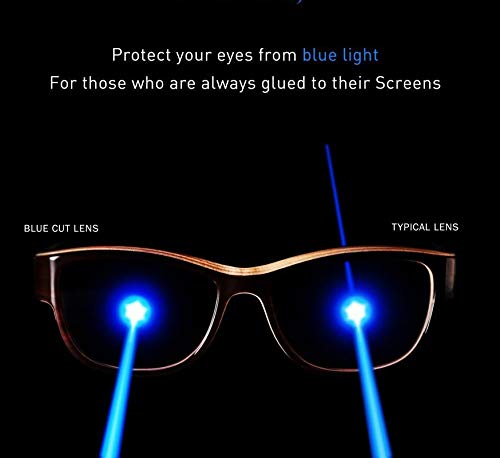 Protect your eyes from blue light
For those who are always glued to their Screens
BLUE CUT LENS
TYPICAL LENS